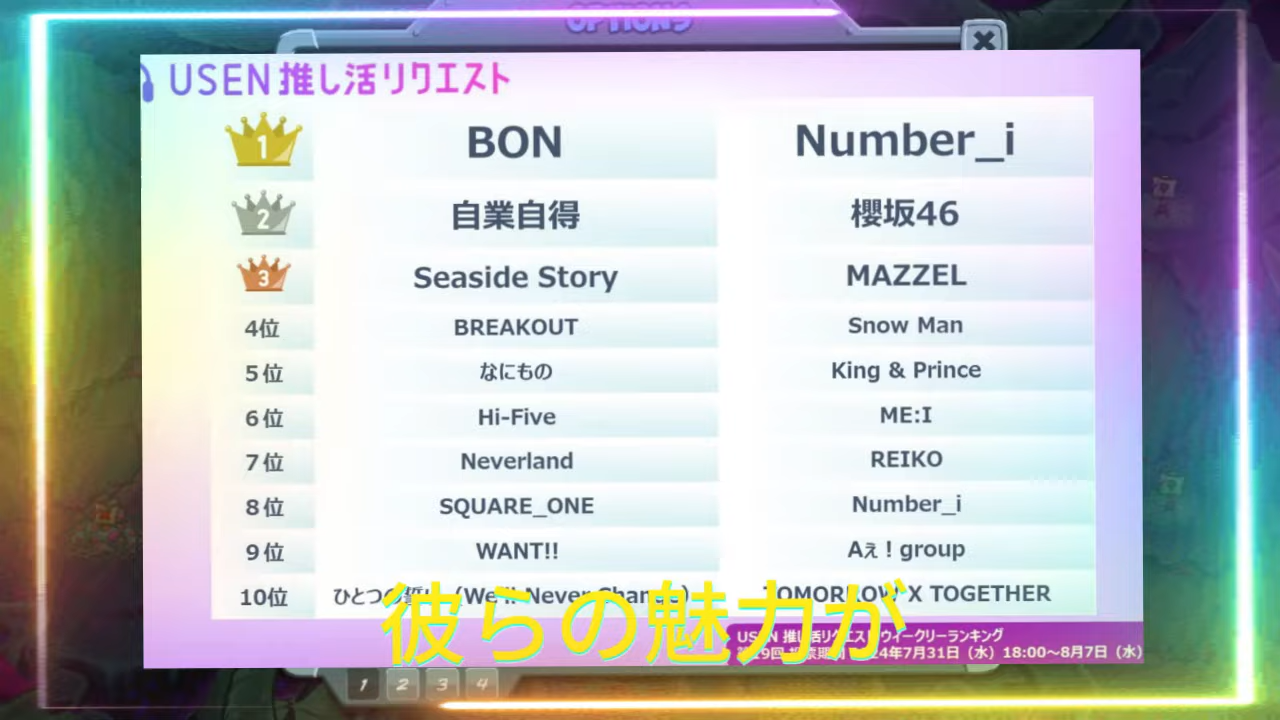 OPTIONS
USEN 推し活リクエスト
1 BON Number_i
2 自業自得 櫻坂46
3 Seaside Story MAZZEL
4位 BREAKOUT Snow Man
5位 なにもの King & Prince
6位 Hi-Five ME:I
7位 Neverland REIKO
8位 SQUARE_ONE Number_i
9位 WANT!! Aぇ！group
10位 ひとつの (We'll Never Change) TOMORROW X TOGETHER
彼らの魅力が
USEN 推し活リクエスト ウィークリーランキング
7月31日（水）18:00～8月7日（水）
1 2 3 4